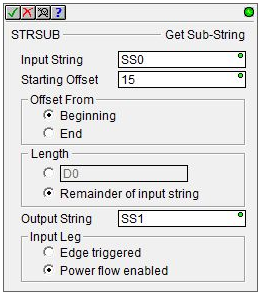 STRSUB Get Sub-String
Input String SS0
Starting Offset 15
Offset From
Beginning
End
Length
D0
Remainder of input string
Output String SS1
Input Leg
Edge triggered
Power flow enabled